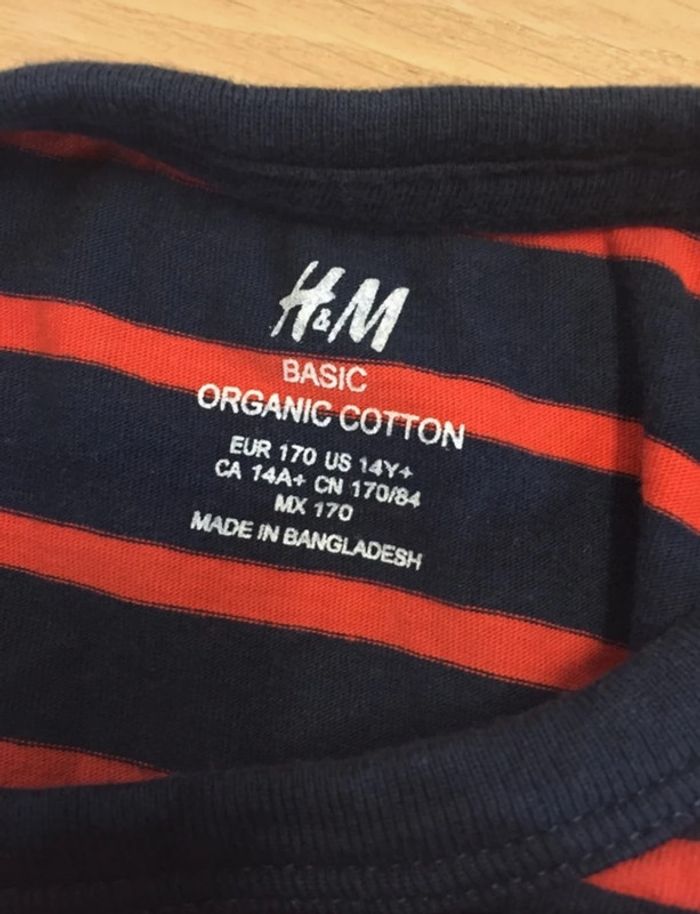 H&M
BASIC
ORGANIC COTTON
EUR 170 US 14Y+
CA 14A+ CN 170/84
MX 170
MADE IN BANGLADESH